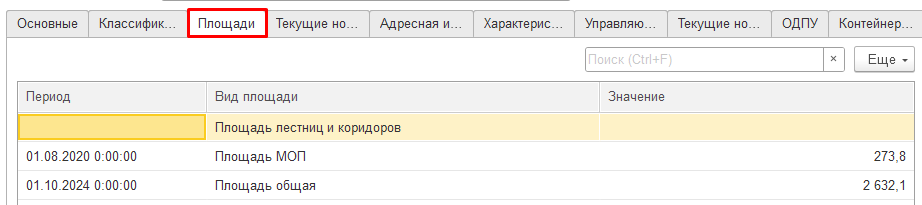 Основные Классифик... Площади Текущие но... Адресная и... Характерис... Управляю... Текущие но... ОДПУ Контейнер...
Поиск (Ctrl+F) × Еще
Период Вид площади Значение
Площадь лестниц и коридоров
01.08.2020 0:00:00 Площадь МОП 273,8
01.10.2024 0:00:00 Площадь общая 2 632,1